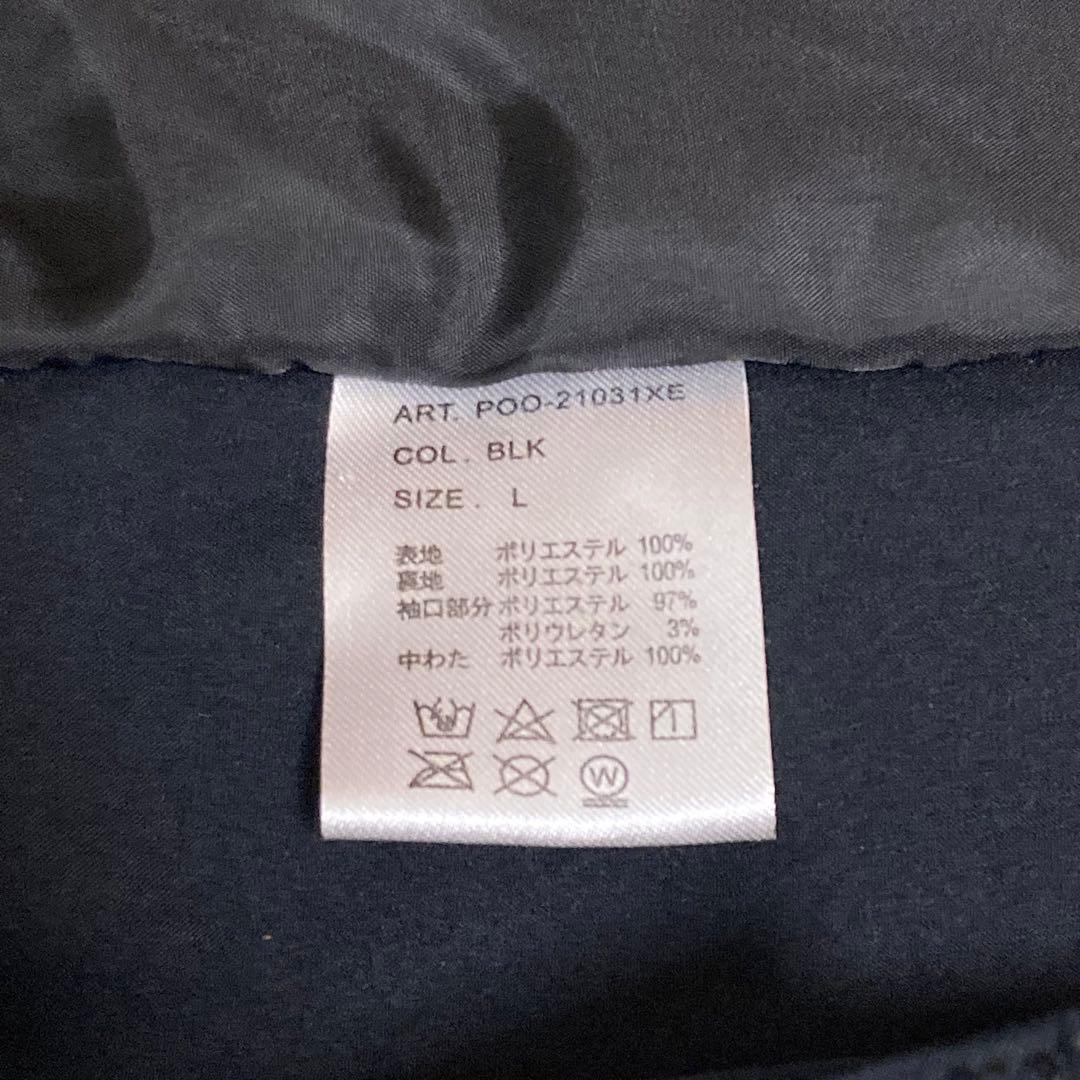 ART. POO-21031XE
COL. BLK
SIZE. L
表地 ポリエステル 100%
裏地 ポリエステル 100%
袖口部分 ポリエステル 97%
ポリウレタン 3%
中わた ポリエステル 100%
W